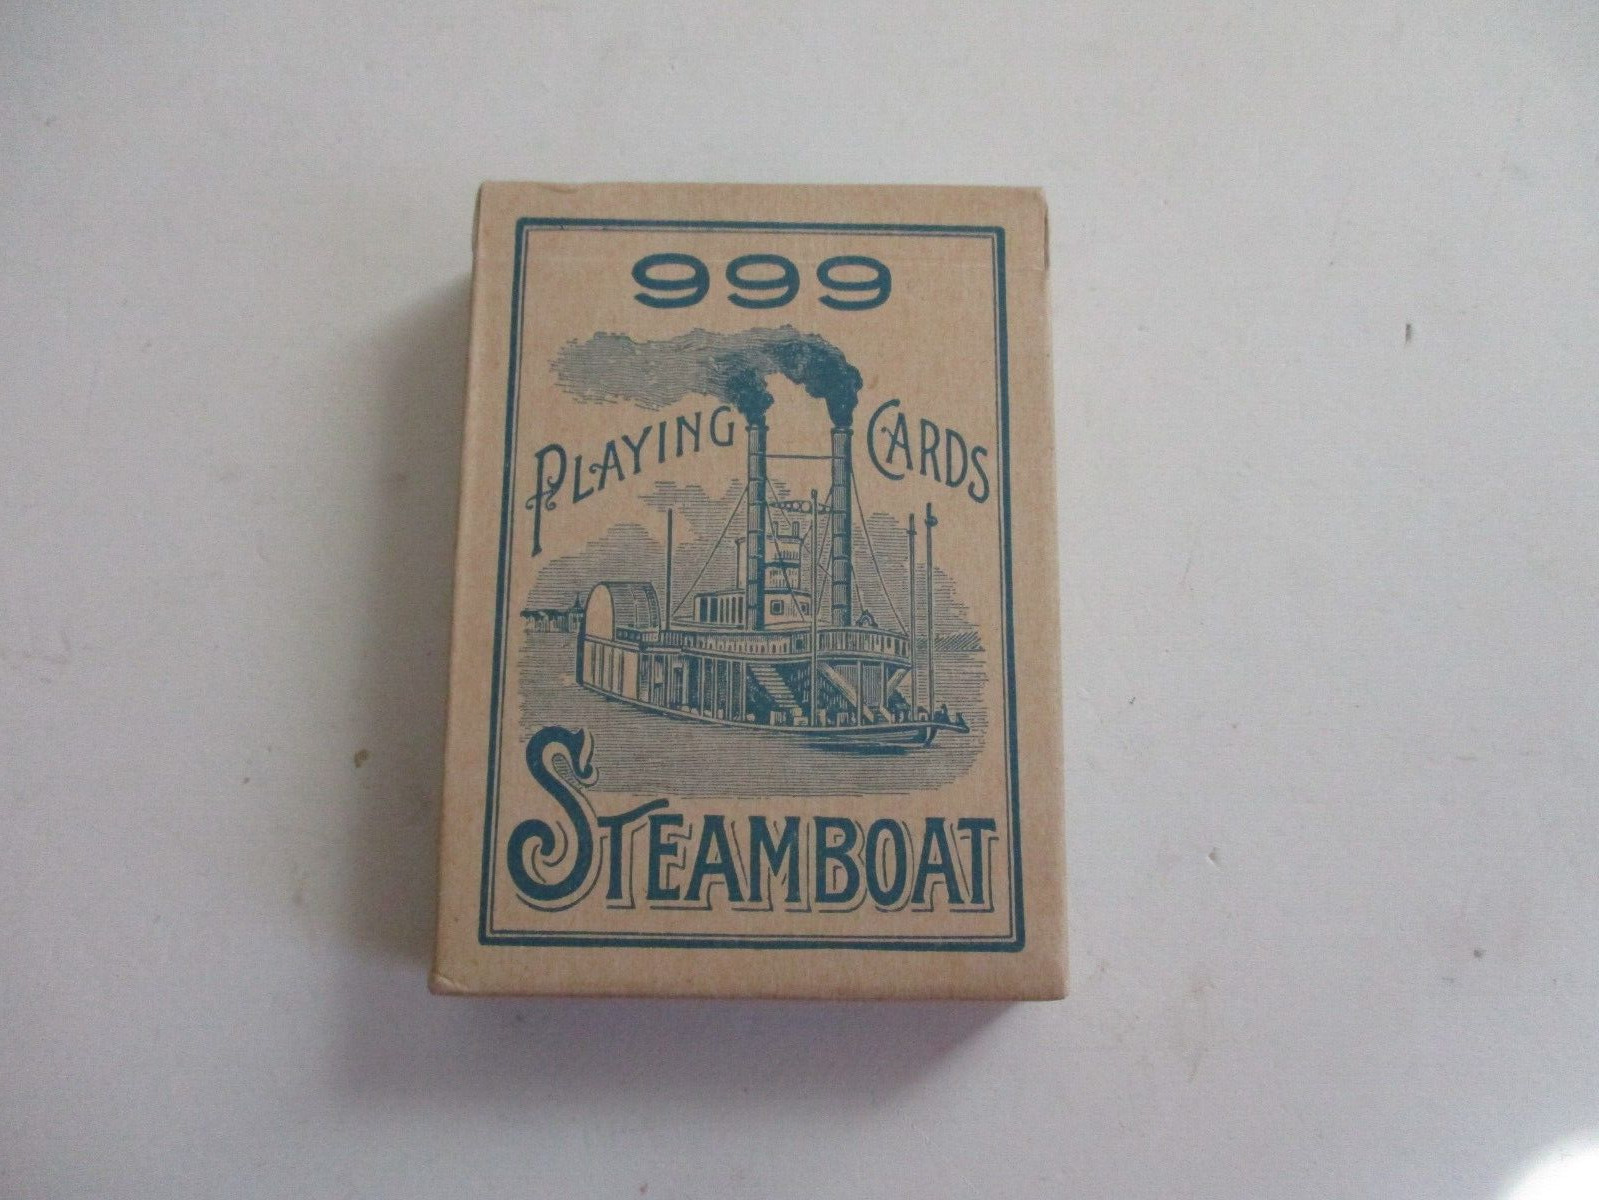 999
PLAYING CARDS
STEAMBOAT